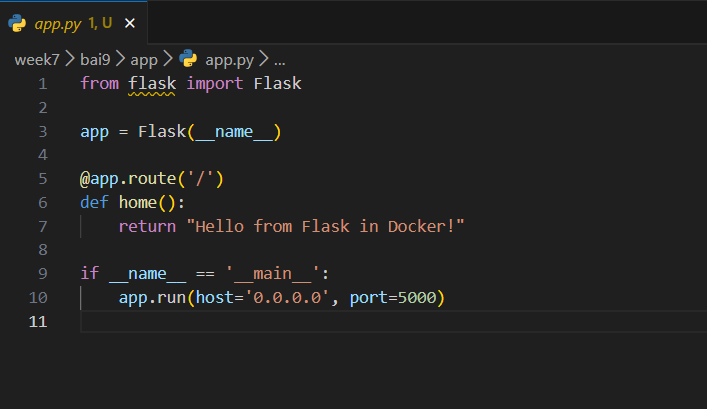 app.py 1, U ×
week7 > bai9 > app > app.py > ...
1 from flask import Flask
2
3 app = Flask(__name__)
4
5 @app.route('/')
6 def home():
7     return "Hello from Flask in Docker!"
8
9 if __name__ == '__main__':
10     app.run(host='0.0.0.0', port=5000)
11